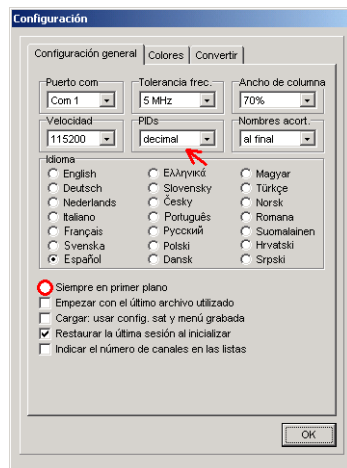 Configuración
Configuración general Colores Convertir
Puerto com Tolerancia frec. Ancho de columna
Com 1 5 MHz 70%
Velocidad PIDs Nombres acort.
115200 decimal al final
Idioma
English Ελληνικά Magyar
Deutsch Slovensky Türkçe
Nederlands Česky Norsk
Italiano Português Romana
Français Русский Suomalainen
Svenska Polski Hrvatski
Español Dansk Srpski
Siempre en primer plano
Empezar con el último archivo utilizado
Cargar: usar config. sat y menú grabada
Restaurar la última sesión al inicializar
Indicar el número de canales en las listas
OK